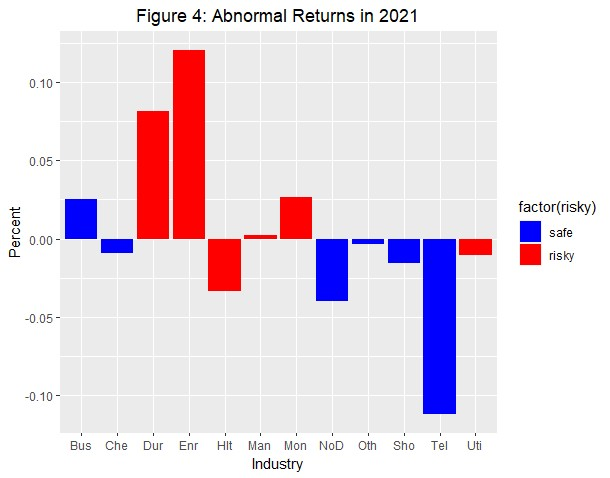 Figure 4: Abnormal Returns in 2021
Percent
0.10
0.05
0.00
-0.05
-0.10
Bus Che Dur Enr Hlt Man Mon NoD Oth Sho Tel Uti
Industry
factor(risky)
safe
risky